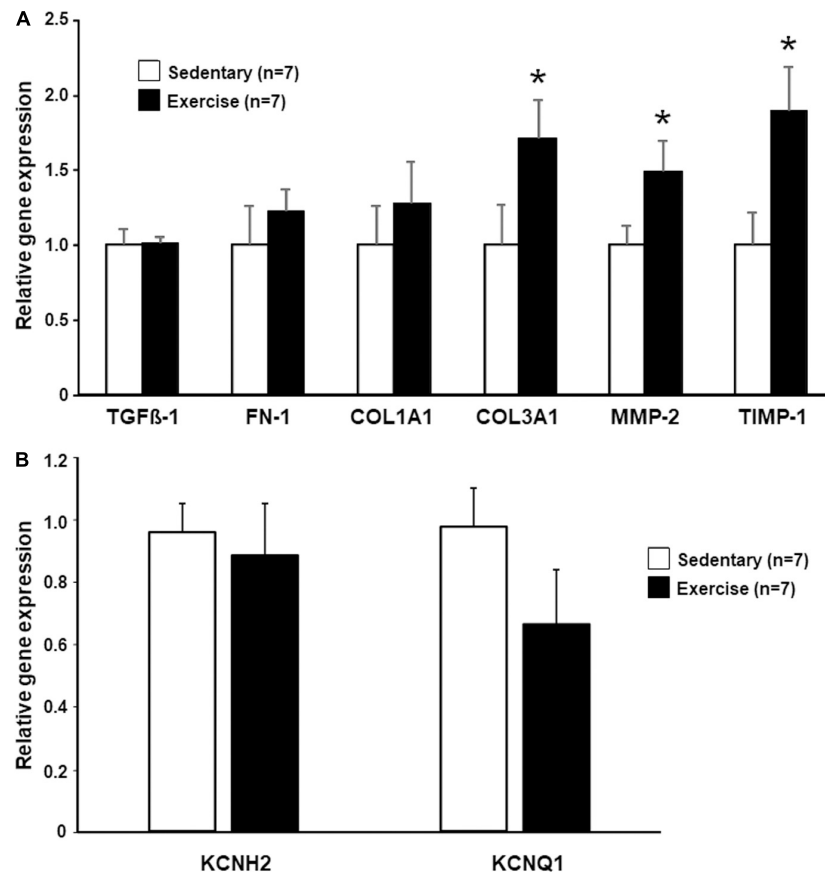 A
2.5
2.0
1.5
1.0
0.5
0
Relative gene expression
Sedentary (n=7)
Exercise (n=7)
*
*
*
TGFß-1 FN-1 COL1A1 COL3A1 MMP-2 TIMP-1
B
1.2
1.0
0.8
0.6
0.4
0.2
0
Relative gene expression
Sedentary (n=7)
Exercise (n=7)
KCNH2 KCNQ1